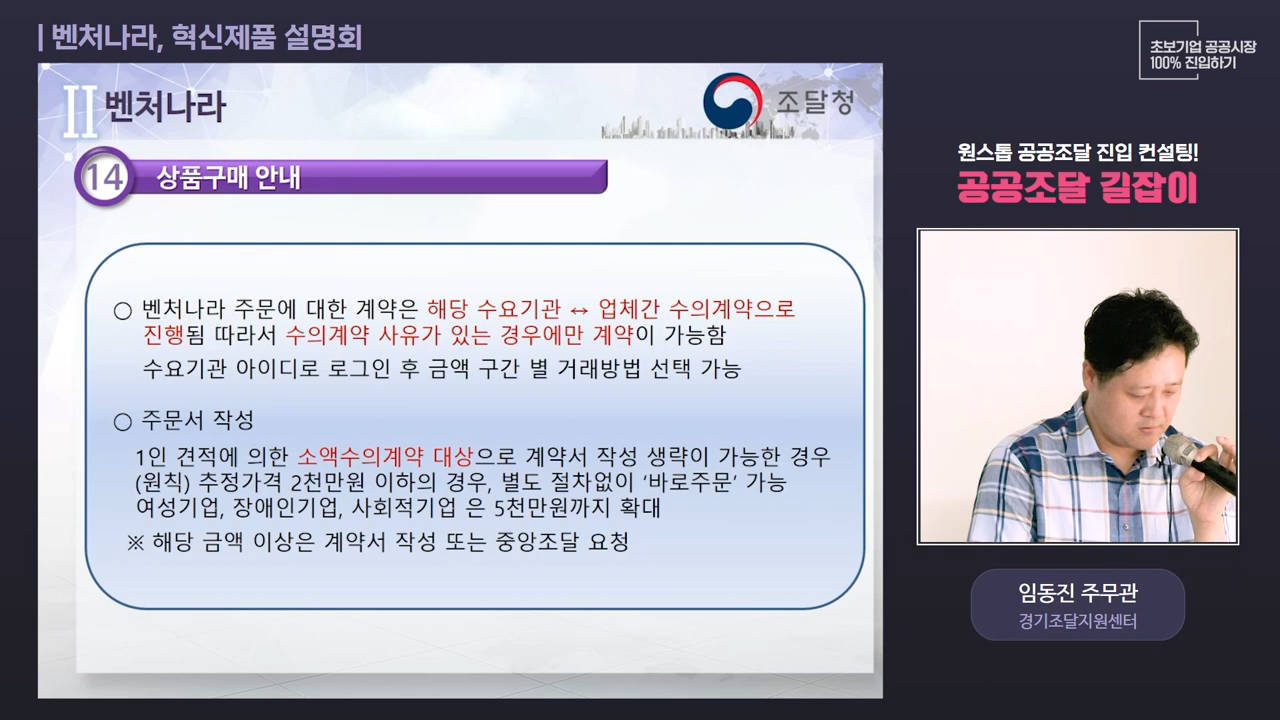 | 벤처나라, 혁신제품 설명회
초보기업 공공시장
100% 진입하기
II 벤처나라
조달청
14 상품구매 안내
○ 벤처나라 주문에 대한 계약은 해당 수요기관 ↔ 업체간 수의계약으로
진행됨 따라서 수의계약 사유가 있는 경우에만 계약이 가능함
수요기관 아이디로 로그인 후 금액 구간 별 거래방법 선택 가능
○ 주문서 작성
1인 견적에 의한 소액수의계약 대상으로 계약서 작성 생략이 가능한 경우
(원칙) 추정가격 2천만원 이하의 경우, 별도 절차없이 ‘바로주문’ 가능
여성기업, 장애인기업, 사회적기업 은 5천만원까지 확대
※ 해당 금액 이상은 계약서 작성 또는 중앙조달 요청
원스톱 공공조달 진입 컨설팅!
공공조달 길잡이
임동진 주무관
경기조달지원센터